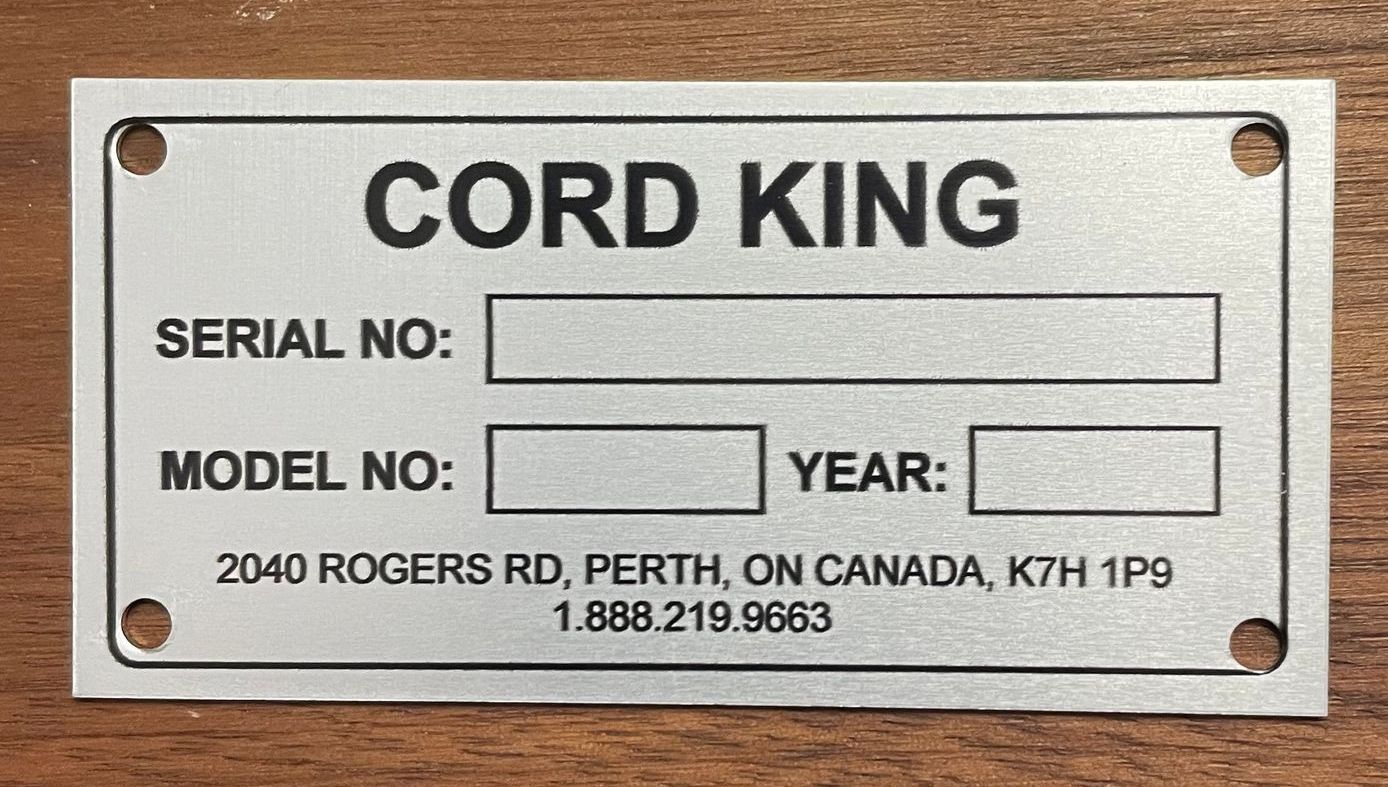 CORD KING
SERIAL NO:
MODEL NO: YEAR:
2040 ROGERS RD, PERTH, ON CANADA, K7H 1P9
1.888.219.9663